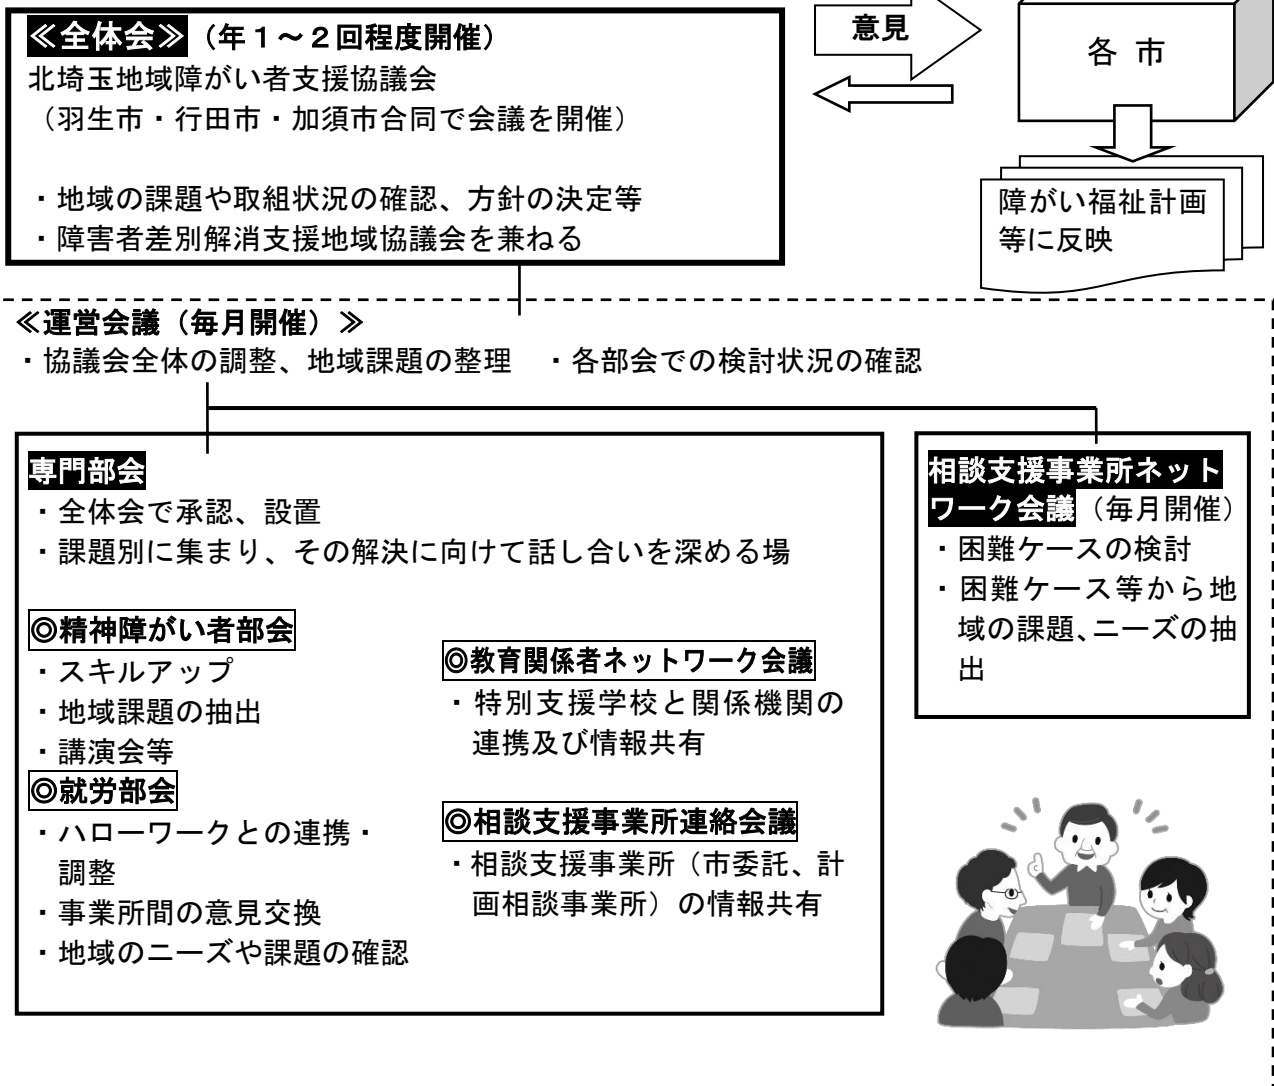 ≪全体会≫（年１～２回程度開催）
北埼玉地域障がい者支援協議会
（羽生市・行田市・加須市合同で会議を開催）
・地域の課題や取組状況の確認、方針の決定等
・障害者差別解消支援地域協議会を兼ねる
意見
各 市
障がい福祉計画
等に反映
≪運営会議（毎月開催）≫
・協議会全体の調整、地域課題の整理　・各部会での検討状況の確認
専門部会
・全体会で承認、設置
・課題別に集まり、その解決に向けて話し合いを深める場
◎精神障がい者部会
・スキルアップ
・地域課題の抽出
・講演会等
◎就労部会
・ハローワークとの連携・
調整
・事業所間の意見交換
・地域のニーズや課題の確認
◎教育関係者ネットワーク会議
・特別支援学校と関係機関の
連携及び情報共有
◎相談支援事業所連絡会議
・相談支援事業所（市委託、計
画相談事業所）の情報共有
相談支援事業所ネット
ワーク会議（毎月開催）
・困難ケースの検討
・困難ケース等から地
域の課題、ニーズの抽
出